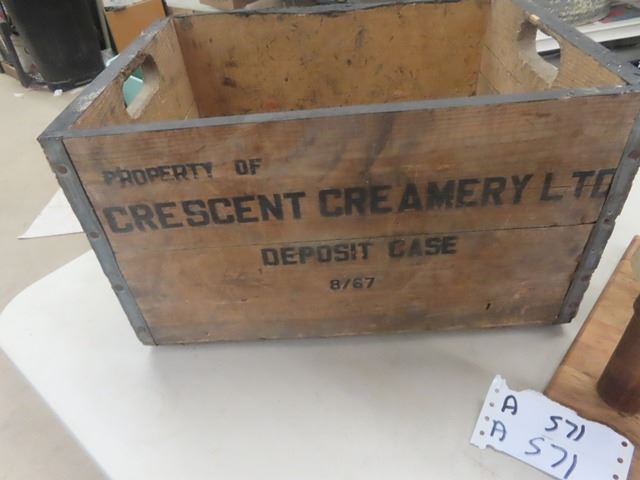 PROPERTY OF
CRESCENT CREAMERY LTD
DEPOSIT CASE
8/67
A 571
A 571